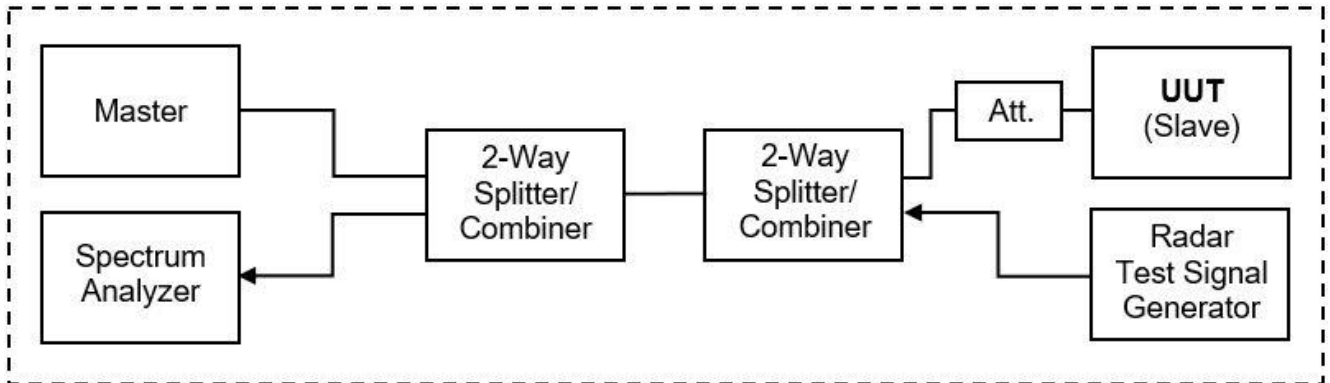 Master
Spectrum
Analyzer
2-Way
Splitter/
Combiner
2-Way
Splitter/
Combiner
Att.
UUT
(Slave)
Radar
Test Signal
Generator